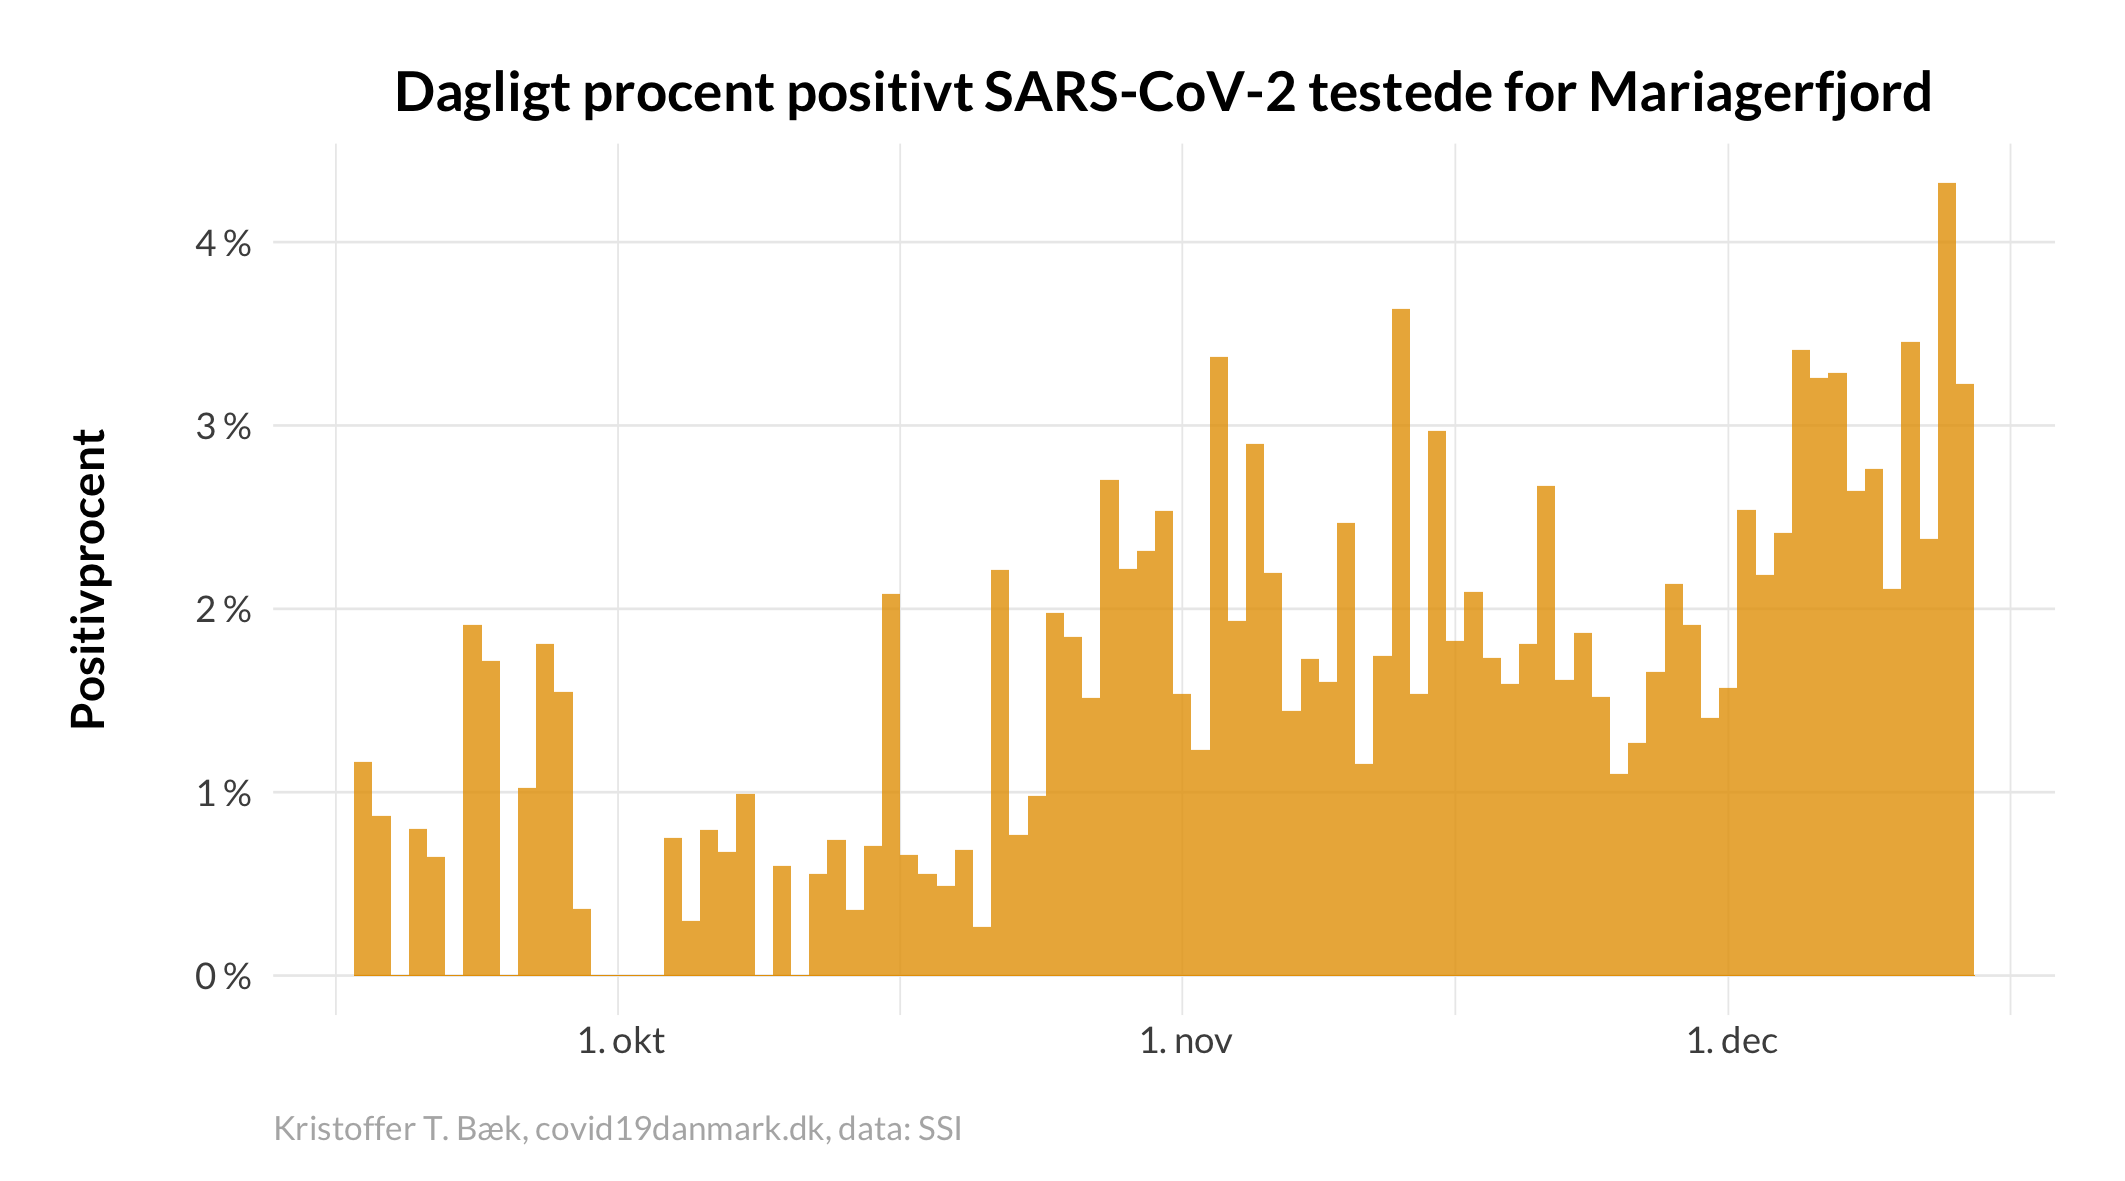 Dagligt procent positivt SARS-CoV-2 testede for Mariagerfjord
Positivprocent
4 %
3 %
2 %
1 %
0 %
1. okt
1. nov
1. dec
Kristoffer T. Bæk, covid19danmark.dk, data: SSI